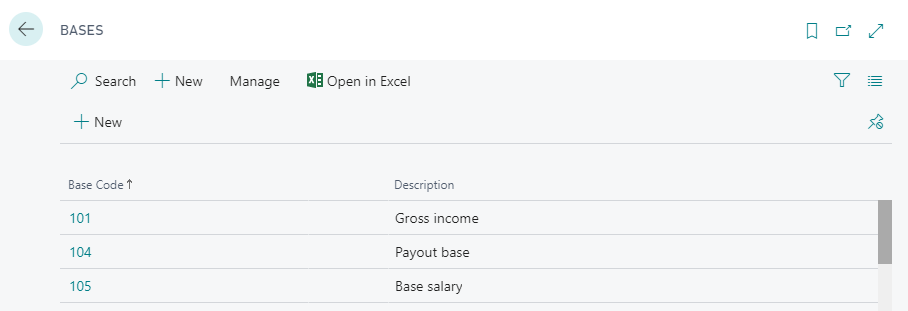 BASES
Search New Manage Open in Excel
New
Base Code↑ Description
101 Gross income
104 Payout base
105 Base salary